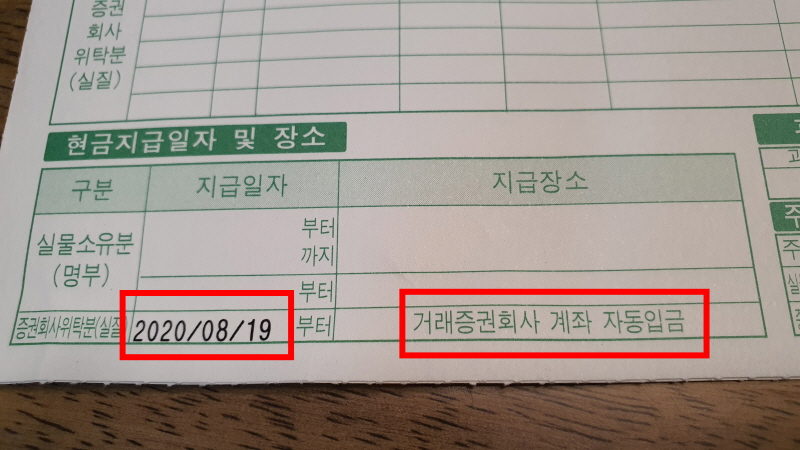 증권
회사
위탁분
(실질)
현금지급일자 및 장소
구분 지급일자 지급장소
실물소유분
(명부)
부터
까지
부터
증권회사위탁분(실질) 2020/08/19 부터 거래증권회사 계좌 자동입금
주